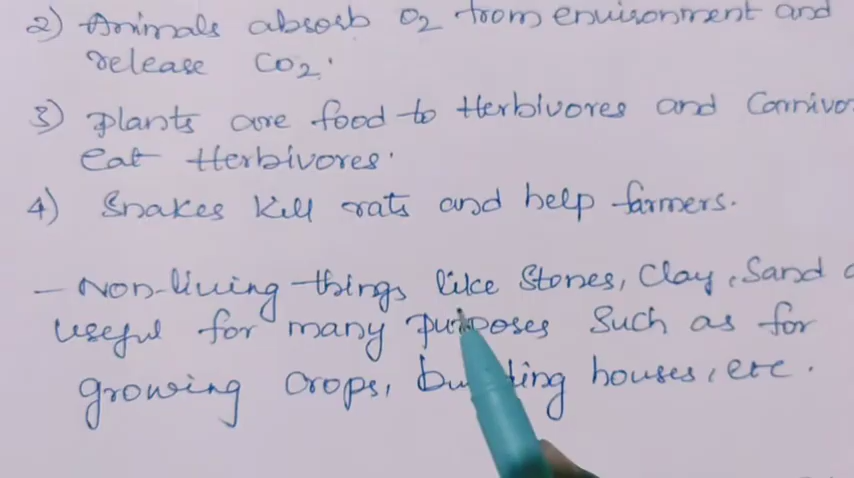 2) Animals absorb O2 from environment and
release CO2.
3) Plants are food to Herbivores and
eat Herbivores.
4) Snakes kill rats and help farmers.
- Non-living things like Stones, Clay, Sand
useful for many purposes Such as for
growing crops, building houses, etc.